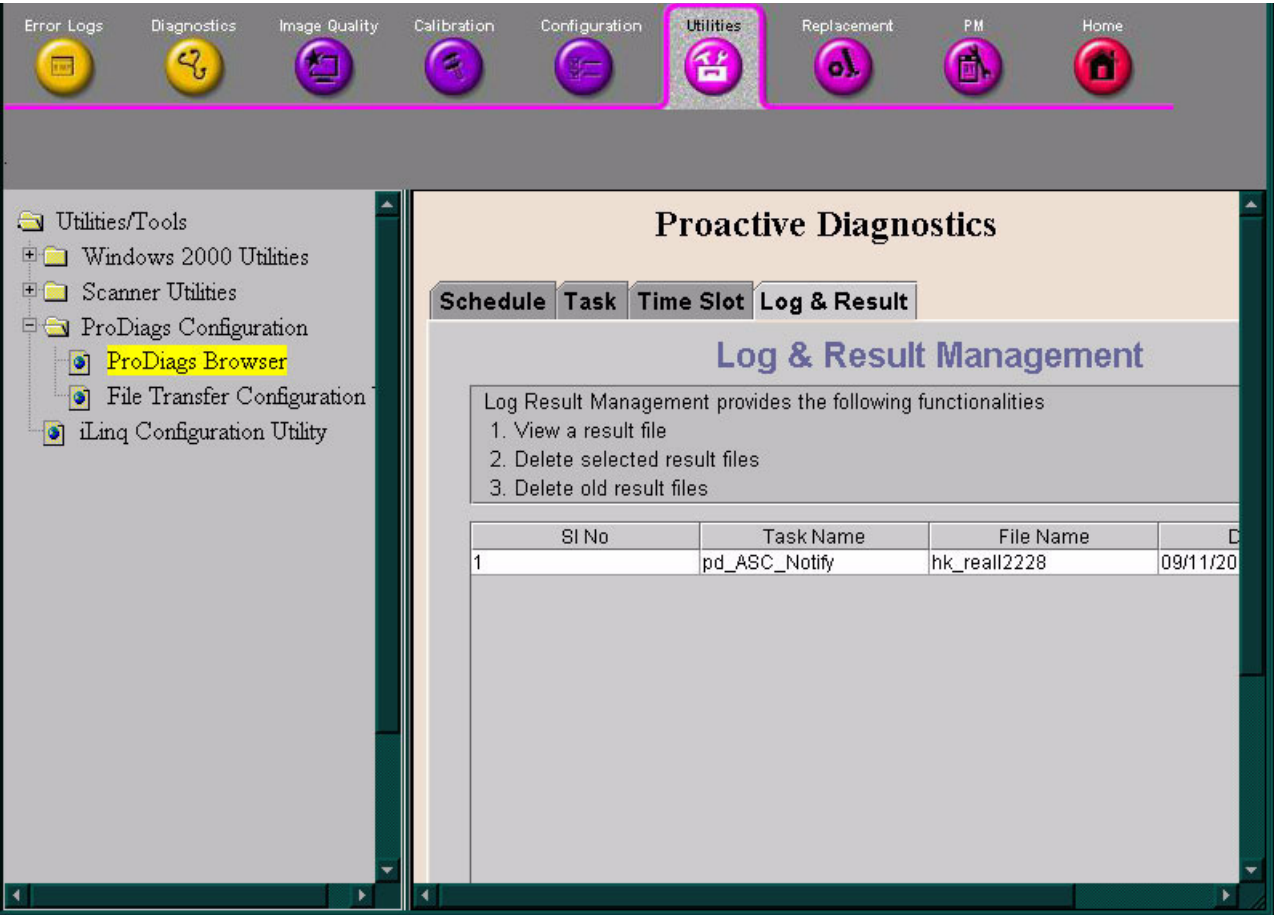 Error Logs Diagnostics Image Quality Calibration Configuration Utilities Replacement PM Home
Utilities/Tools
Windows 2000 Utilities
Scanner Utilities
ProDiags Configuration
ProDiags Browser
File Transfer Configuration
iLinq Configuration Utility
Proactive Diagnostics
Schedule Task Time Slot Log & Result
Log & Result Management
Log Result Management provides the following functionalities
1. View a result file
2. Delete selected result files
3. Delete old result files
Sl No Task Name File Name D
1 pd_ASC_Notify hk_reall2228 09/11/20